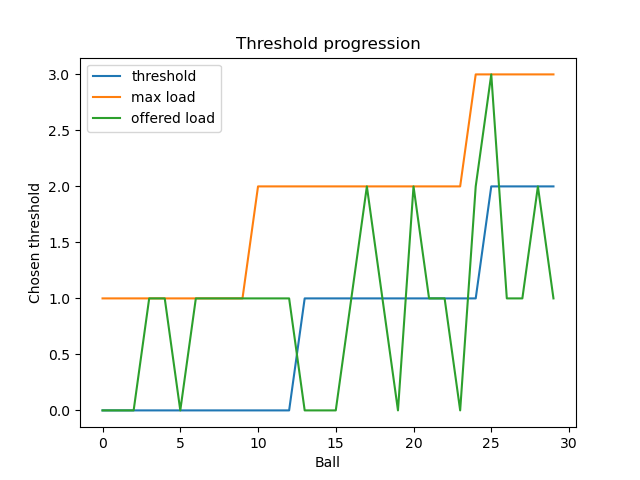 Threshold progression
threshold
max load
offered load
3.0
2.5
2.0
1.5
1.0
0.5
0.0
Chosen threshold
0 5 10 15 20 25 30
Ball